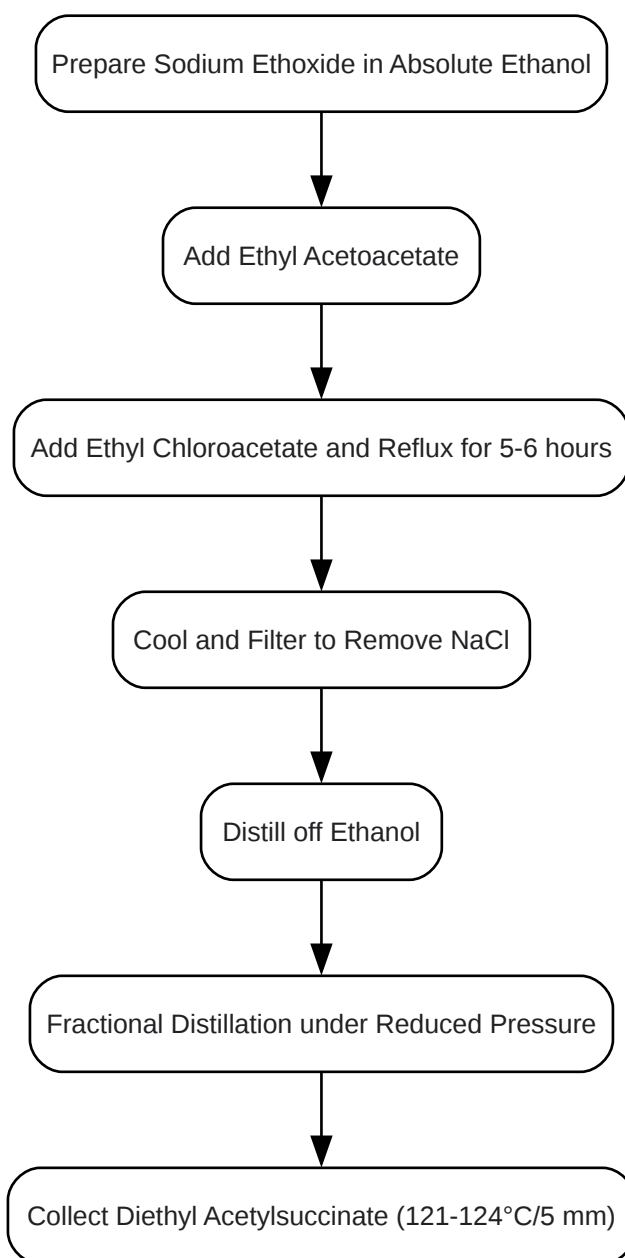 Prepare Sodium Ethoxide in Absolute Ethanol
Add Ethyl Acetoacetate
Add Ethyl Chloroacetate and Reflux for 5-6 hours
Cool and Filter to Remove NaCl
Distill off Ethanol
Fractional Distillation under Reduced Pressure
Collect Diethyl Acetylsuccinate (121-124°C/5 mm)